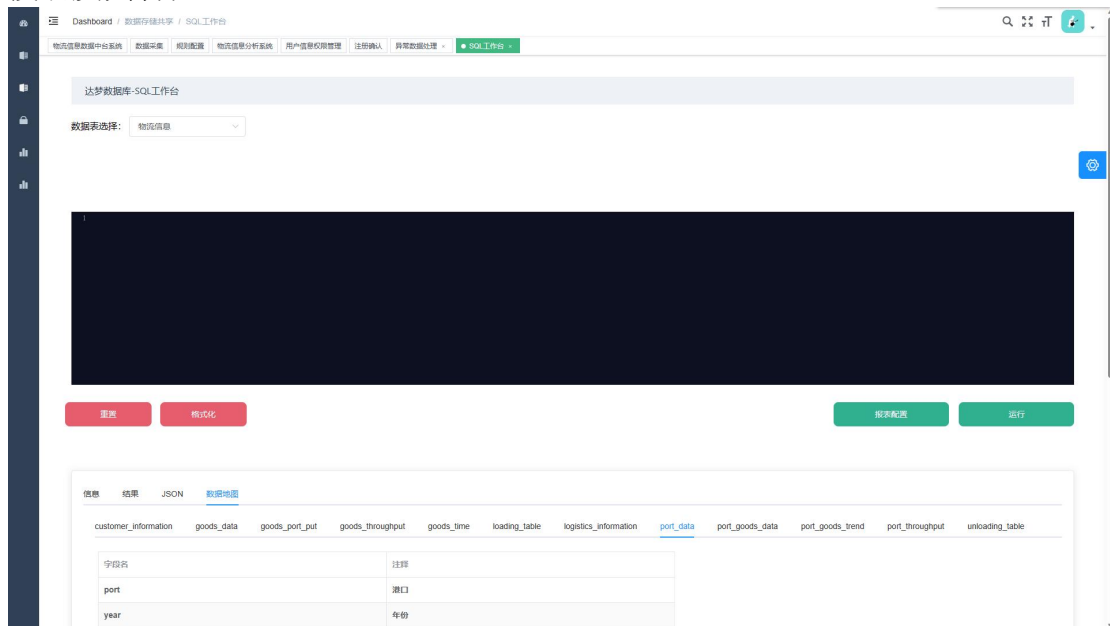 Dashboard / 数据存储共享 / SQL工作台
物流信息数据中台系统 数据采集 规则配置 物流信息分析系统 用户信息权限管理 注册确认 异常数据处理 × SQL工作台 ×
达梦数据库-SQL工作台
数据表选择： 物流信息
1
重置 格式化 报表配置 运行
信息 结果 JSON 数据地图
customer_information goods_data goods_port_put goods_throughput goods_time loading_table logistics_information port_data port_goods_data port_goods_trend port_throughput unloading_table
字段名 注释
port 港口
year 年份